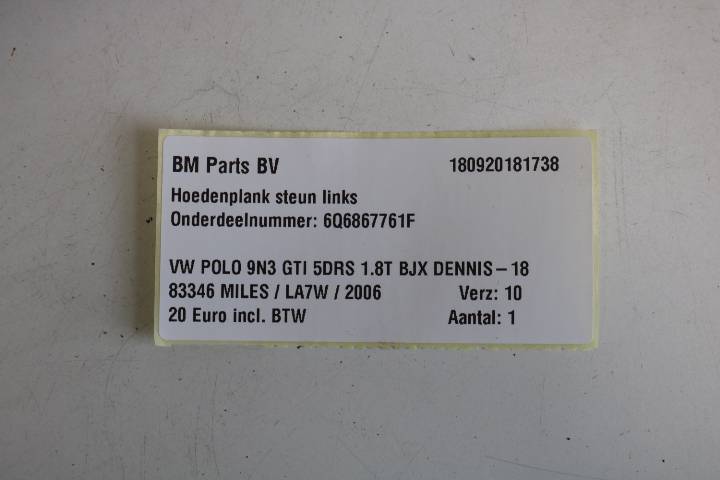 BM Parts BV 180920181738
Hoedenplank steun links
Onderdeelnummer: 6Q6867761F
VW POLO 9N3 GTI 5DRS 1.8T BJX DENNIS – 18
83346 MILES / LA7W / 2006 Verz: 10
20 Euro incl. BTW Aantal: 1